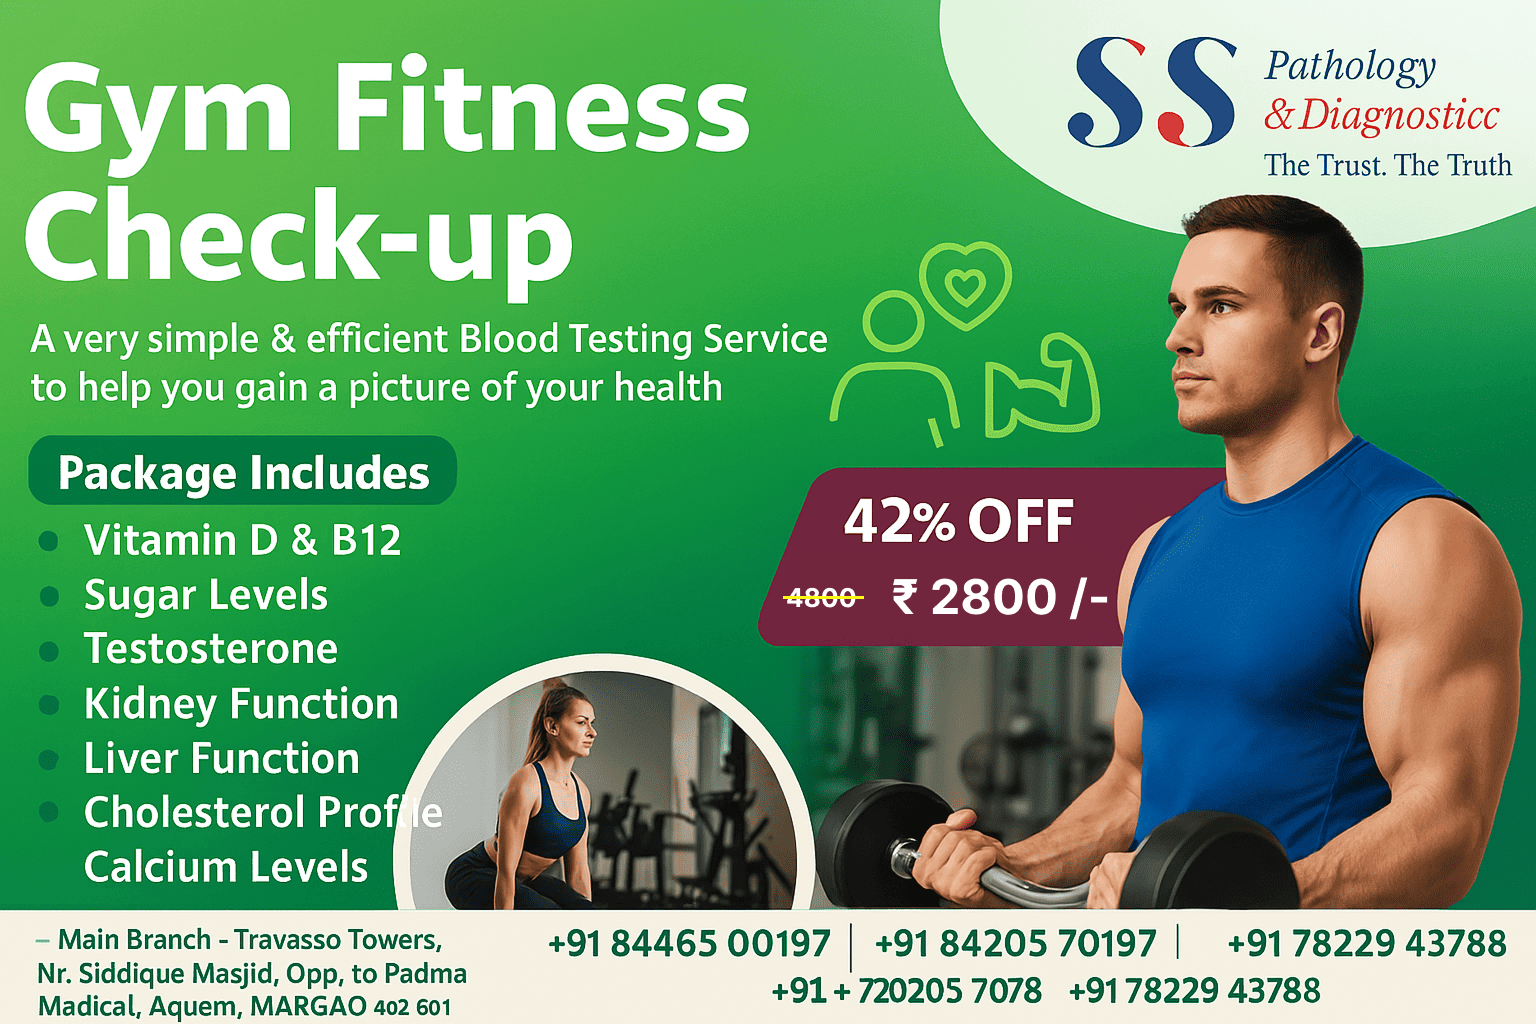 Gym Fitness
Check-up
SS Pathology
& Diagnosticc
The Trust. The Truth
A very simple & efficient Blood Testing Service
to help you gain a picture of your health
Package Includes
Vitamin D & B12
Sugar Levels
Testosterone
Kidney Function
Liver Function
Cholesterol Profile
Calcium Levels
42% OFF
4800 ₹ 2800 /-
– Main Branch - Travasso Towers,
Nr. Siddique Masjid, Opp, to Padma
Madical, Aquem, MARGAO 402 601
+91 84465 00197 | +91 84205 70197 | +91 78229 43788
+91 + 720205 7078 +91 78229 43788